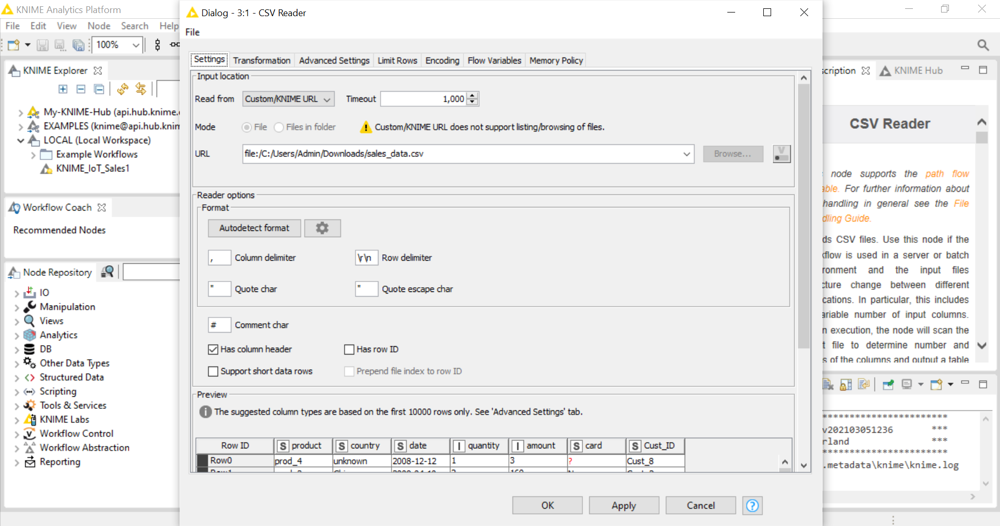 KNIME Analytics Platform
File Edit View Node Search Help
100%
KNIME Explorer
My-KNIME-Hub (api.hub.knime.
EXAMPLES (knime@api.hub.knim
LOCAL (Local Workspace)
Example Workflows
KNIME_IoT_Sales1
Workflow Coach
Recommended Nodes
Node Repository
IO
Manipulation
Views
Analytics
DB
Other Data Types
Structured Data
Scripting
Tools & Services
KNIME Labs
Workflow Control
Workflow Abstraction
Reporting
Dialog - 3:1 - CSV Reader
File
Settings Transformation Advanced Settings Limit Rows Encoding Flow Variables Memory Policy
Input location
Read from Custom/KNIME URL Timeout 1,000
Mode File Files in folder Custom/KNIME URL does not support listing/browsing of files.
URL file:/C:/Users/Admin/Downloads/sales_data.csv Browse... V
Reader options
Format
Autodetect format
, Column delimiter \r\n Row delimiter
" Quote char " Quote escape char
# Comment char
Has column header Has row ID
Support short data rows Prepend file index to row ID
Preview
The suggested column types are based on the first 10000 rows only. See 'Advanced Settings' tab.
Row ID S product S country S date I quantity I amount S card S Cust_ID
Row0 prod_4 unknown 2008-12-12 1 3 ? Cust_8
OK Apply Cancel ?
scription KNIME Hub
CSV Reader
node supports the path flow
able. For further information about
handling in general see the File
dling Guide.
ds CSV files. Use this node if the
kflow is used in a server or batch
ronment and the input files
cture change between different
cations. In particular, this includes
ariable number of input columns.
n execution, the node will scan the
t file to determine number and
s of the columns and output a table
***********************
v202103051236 ***
rland ***
***********************
.metadata\knime\knime.log